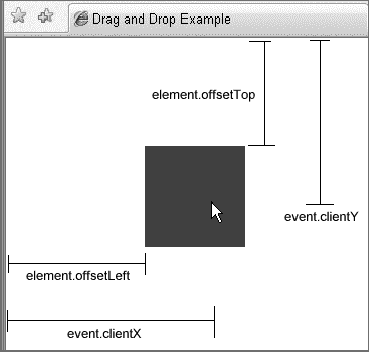 Drag and Drop Example
element.offsetTop
event.clientY
element.offsetLeft
event.clientX